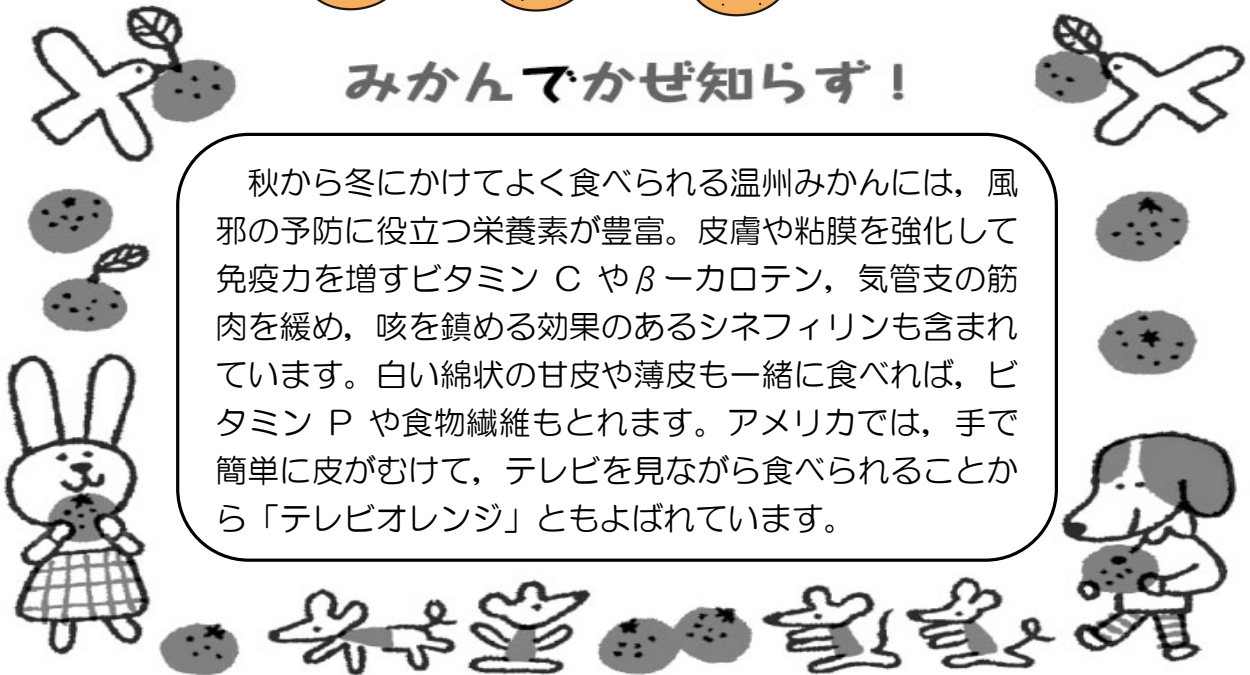 みかんでかぜ知らず！
秋から冬にかけてよく食べられる温州みかんには，風
邪の予防に役立つ栄養素が豊富。皮膚や粘膜を強化して
免疫力を増すビタミン C やβーカロテン，気管支の筋
肉を緩め，咳を鎮める効果のあるシネフィリンも含まれ
ています。白い綿状の甘皮や薄皮も一緒に食べれば，ビ
タミン P や食物繊維もとれます。アメリカでは，手で
簡単に皮がむけて，テレビを見ながら食べられることか
ら「テレビオレンジ」ともよばれています。